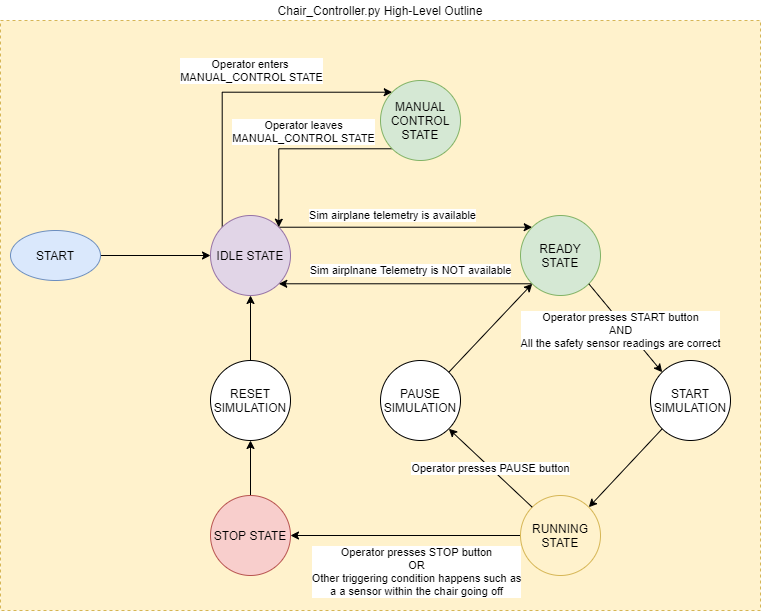 Chair_Controller.py High-Level Outline
Operator enters
MANUAL_CONTROL STATE
MANUAL
CONTROL
STATE
Operator leaves
MANUAL_CONTROL STATE
Sim airplane telemetry is available
START
IDLE STATE
READY
STATE
Sim airplnane Telemetry is NOT available
Operator presses START button
AND
All the safety sensor readings are correct
RESET
SIMULATION
PAUSE
SIMULATION
START
SIMULATION
Operator presses PAUSE button
STOP STATE
RUNNING
STATE
Operator presses STOP button
OR
Other triggering condition happens such as
a a sensor within the chair going off